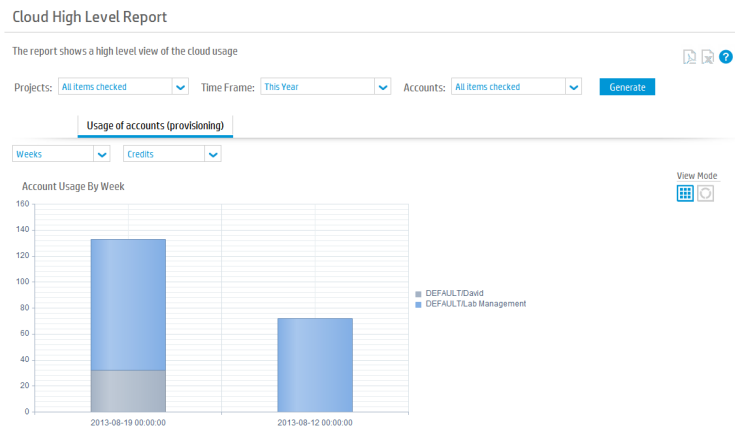 Cloud High Level Report
The report shows a high level view of the cloud usage
?
Projects: All items checked Time Frame: This Year Accounts: All items checked Generate
Usage of accounts (provisioning)
Weeks Credits
View Mode
Account Usage By Week
160
140
120
100
80
60
40
20
0
DEFAULT/David
DEFAULT/Lab Management
2013-08-19 00:00:00 2013-08-12 00:00:00